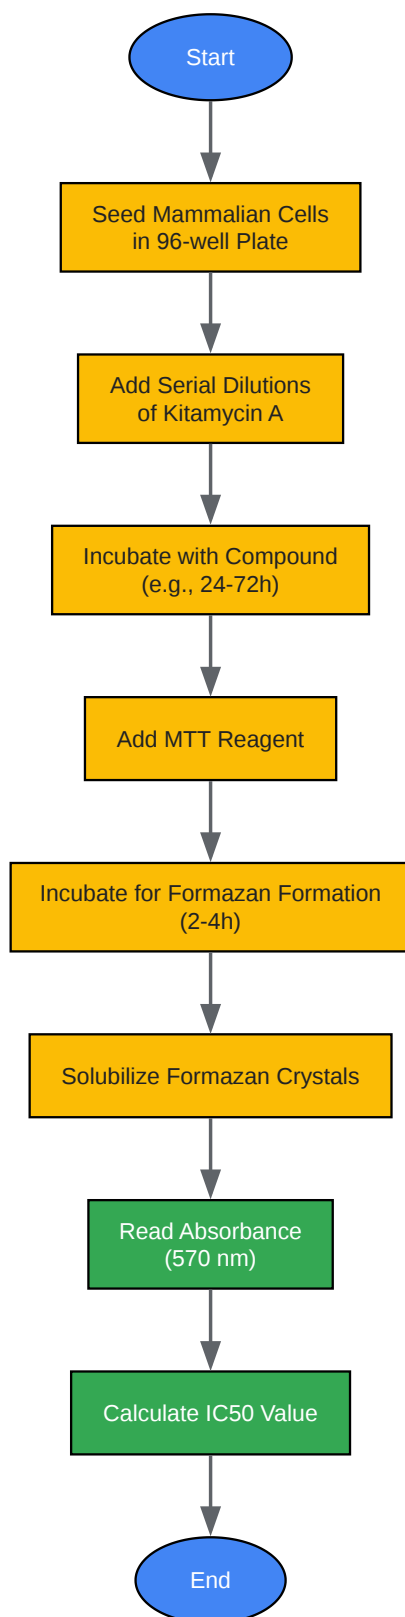 Start
Seed Mammalian Cells
in 96-well Plate
Add Serial Dilutions
of Kitamycin A
Incubate with Compound
(e.g., 24-72h)
Add MTT Reagent
Incubate for Formazan Formation
(2-4h)
Solubilize Formazan Crystals
Read Absorbance
(570 nm)
Calculate IC50 Value
End